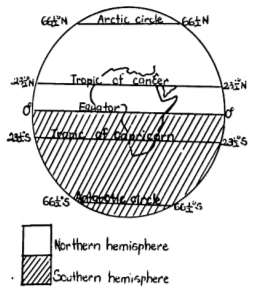 66½°N Arctic circle 66½°N
23½°N Tropic of cancer 23½°N
0° Equator 0°
23½°S Tropic of capricorn 23½°S
66½°S Antarctic circle 66½°S
Northern hemisphere
Southern hemisphere